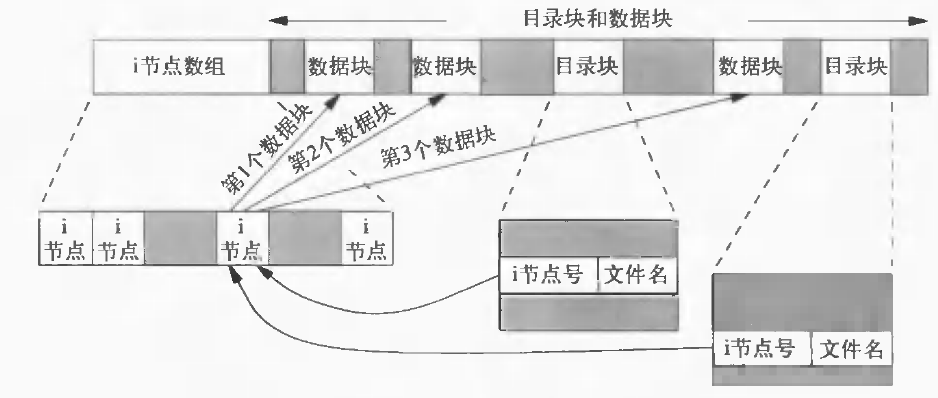 目录块和数据块
i节点数组
数据块
数据块
目录块
数据块
目录块
第1个数据块
第2个数据块
第3个数据块
i
节点
i
节点
i
节点
i
节点
i节点号
文件名
i节点号
文件名